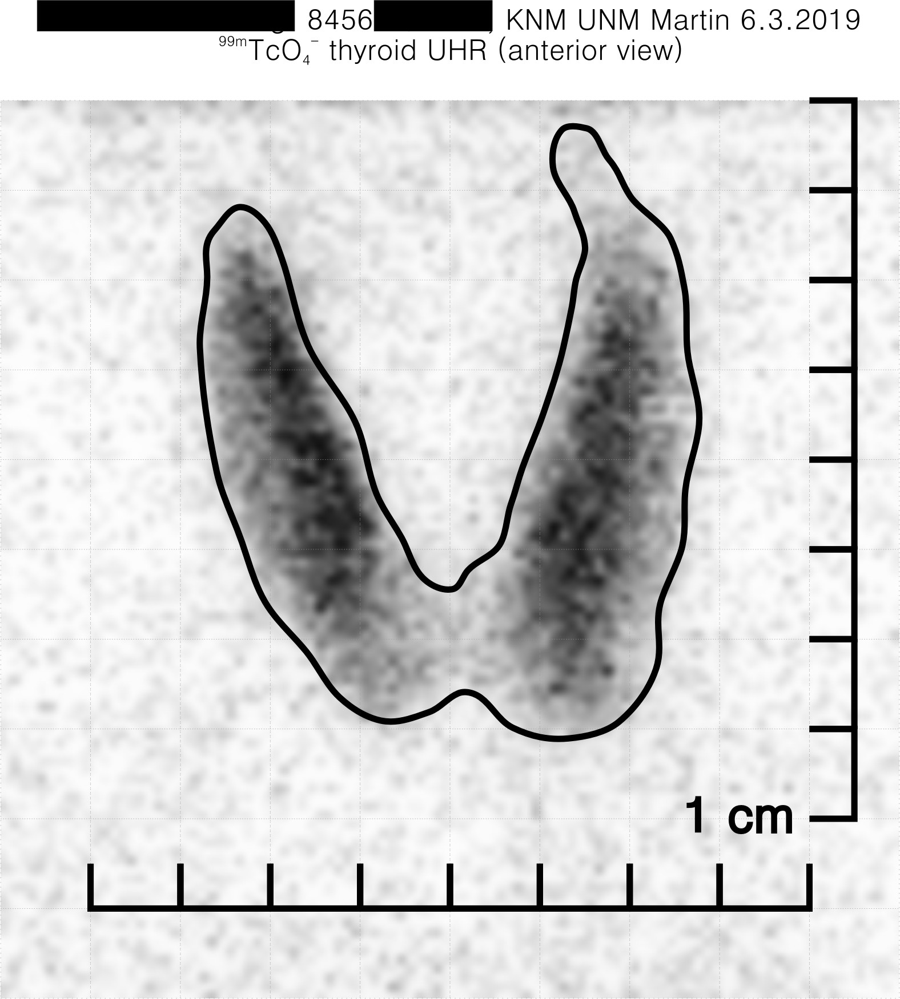 8456 KNM UNM Martin 6.3.2019
⁹⁹ᵐTcO₄⁻ thyroid UHR (anterior view)
1 cm